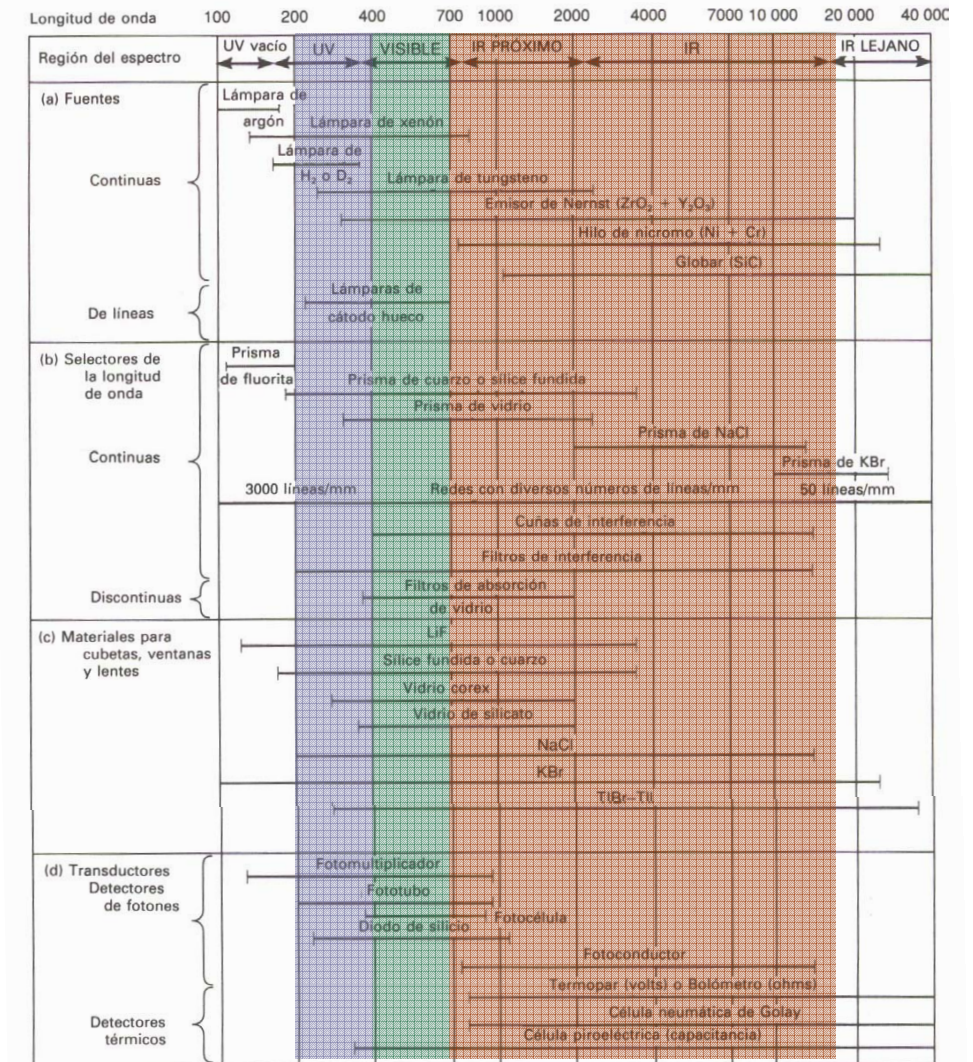 Longitud de onda 100 200 400 700 1000 2000 4000 7000 10 000 20 000 40 000
Región del espectro UV vacío UV VISIBLE IR PRÓXIMO IR IR LEJANO
(a) Fuentes
Lámpara de
argón
Lámpara de xenón
Lámpara de
H₂ o D₂
Continuas
Lámpara de tungsteno
Emisor de Nernst (ZrO₂ + Y₂O₃)
Hilo de nicromo (Ni + Cr)
Globar (SiC)
De líneas
Lámparas de
cátodo hueco
(b) Selectores de
la longitud
de onda
Prisma
de fluorita
Prisma de cuarzo o sílice fundida
Prisma de vidrio
Prisma de NaCl
Continuas
Prisma de KBr
3000 líneas/mm Redes con diversos números de líneas/mm 50 líneas/mm
Cuñas de interferencia
Filtros de interferencia
Discontinuas
Filtros de absorción
de vidrio
(c) Materiales para
cubetas, ventanas
y lentes
LiF
Sílice fundida o cuarzo
Vidrio corex
Vidrio de silicato
NaCl
KBr
TlBr–TlI
(d) Transductores
Detectores
de fotones
Fotomultiplicador
Fototubo
Fotocélula
Diodo de silicio
Fotoconductor
Detectores
térmicos
Termopar (volts) o Bolómetro (ohms)
Célula neumática de Golay
Célula piroeléctrica (capacitancia)